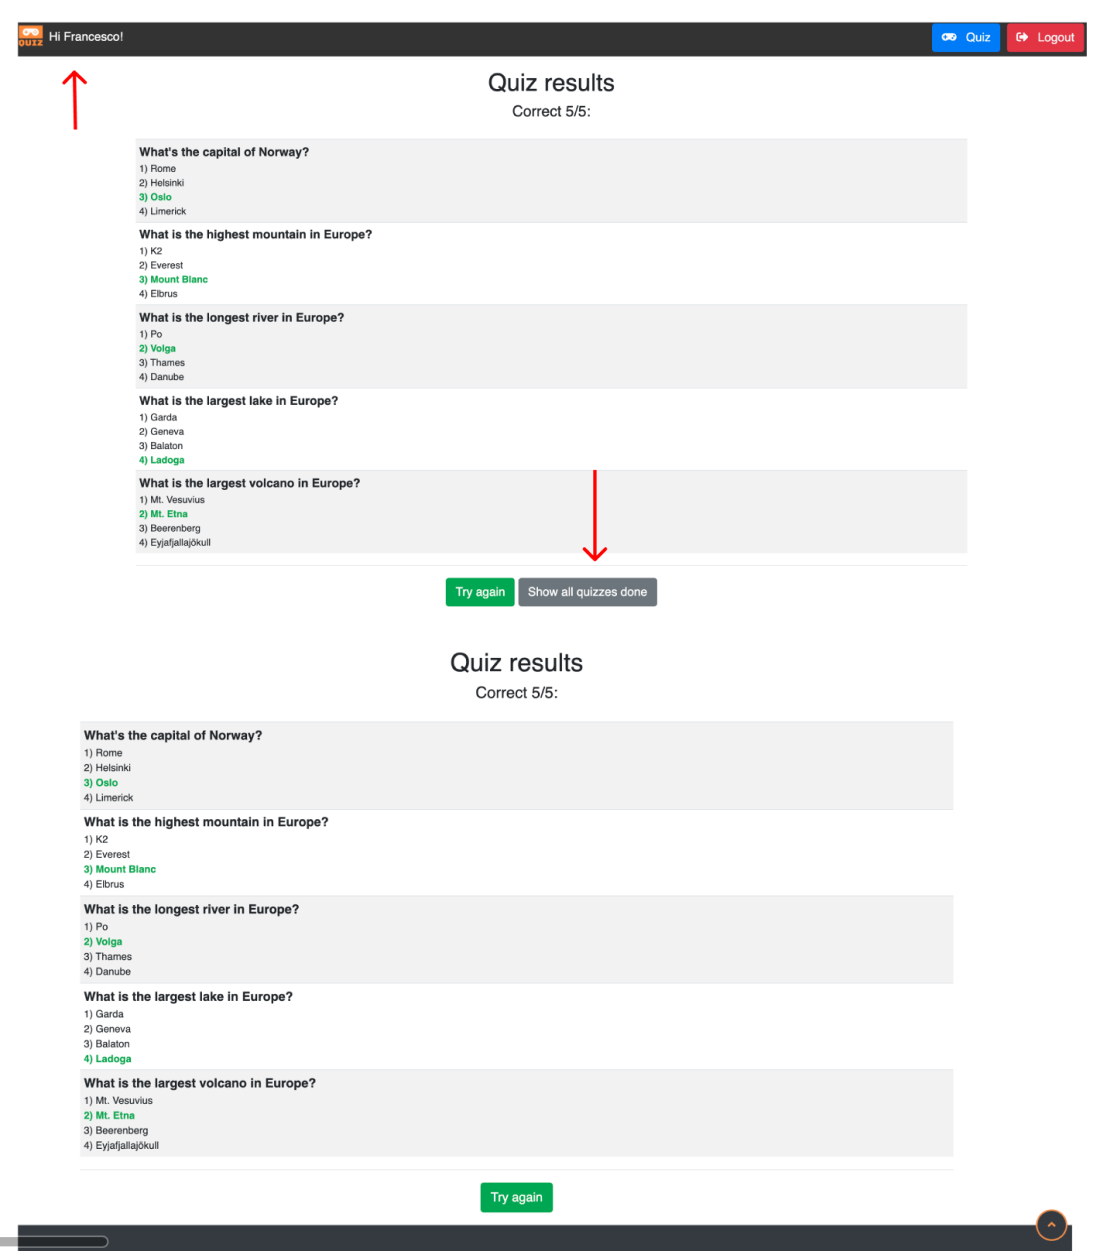 QUIZ
Hi Francesco!
Quiz
Logout
Quiz results
Correct 5/5:
What's the capital of Norway?
1) Rome
2) Helsinki
3) Oslo
4) Limerick
What is the highest mountain in Europe?
1) K2
2) Everest
3) Mount Blanc
4) Elbrus
What is the longest river in Europe?
1) Po
2) Volga
3) Thames
4) Danube
What is the largest lake in Europe?
1) Garda
2) Geneva
3) Balaton
4) Ladoga
What is the largest volcano in Europe?
1) Mt. Vesuvius
2) Mt. Etna
3) Beerenberg
4) Eyjafjallajökull
Try again
Show all quizzes done
Quiz results
Correct 5/5:
What's the capital of Norway?
1) Rome
2) Helsinki
3) Oslo
4) Limerick
What is the highest mountain in Europe?
1) K2
2) Everest
3) Mount Blanc
4) Elbrus
What is the longest river in Europe?
1) Po
2) Volga
3) Thames
4) Danube
What is the largest lake in Europe?
1) Garda
2) Geneva
3) Balaton
4) Ladoga
What is the largest volcano in Europe?
1) Mt. Vesuvius
2) Mt. Etna
3) Beerenberg
4) Eyjafjallajökull
Try again